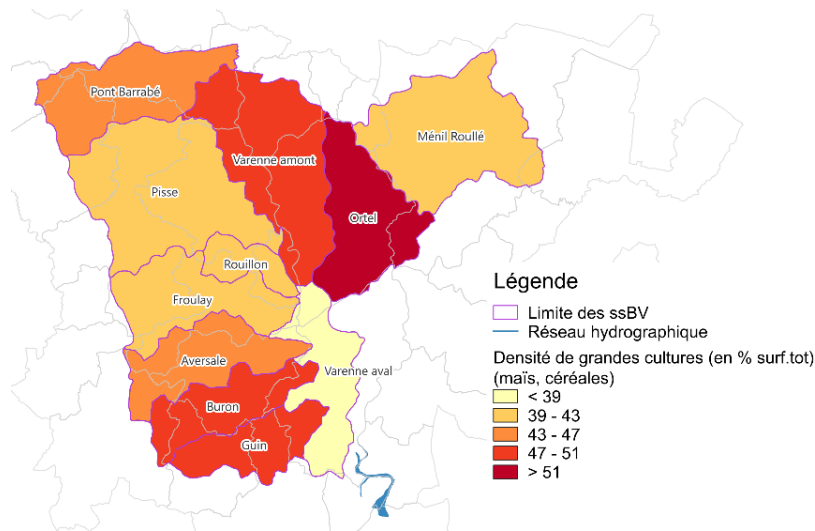 Pont Barrabé
Ménil Roullé
Varenne amont
Pisse
Ortel
Rouillon
Froulay
Aversale
Varenne aval
Buron
Guin
Légende
Limite des ssBV
Réseau hydrographique
Densité de grandes cultures (en % surf.tot)
(maïs, céréales)
< 39
39 - 43
43 - 47
47 - 51
> 51